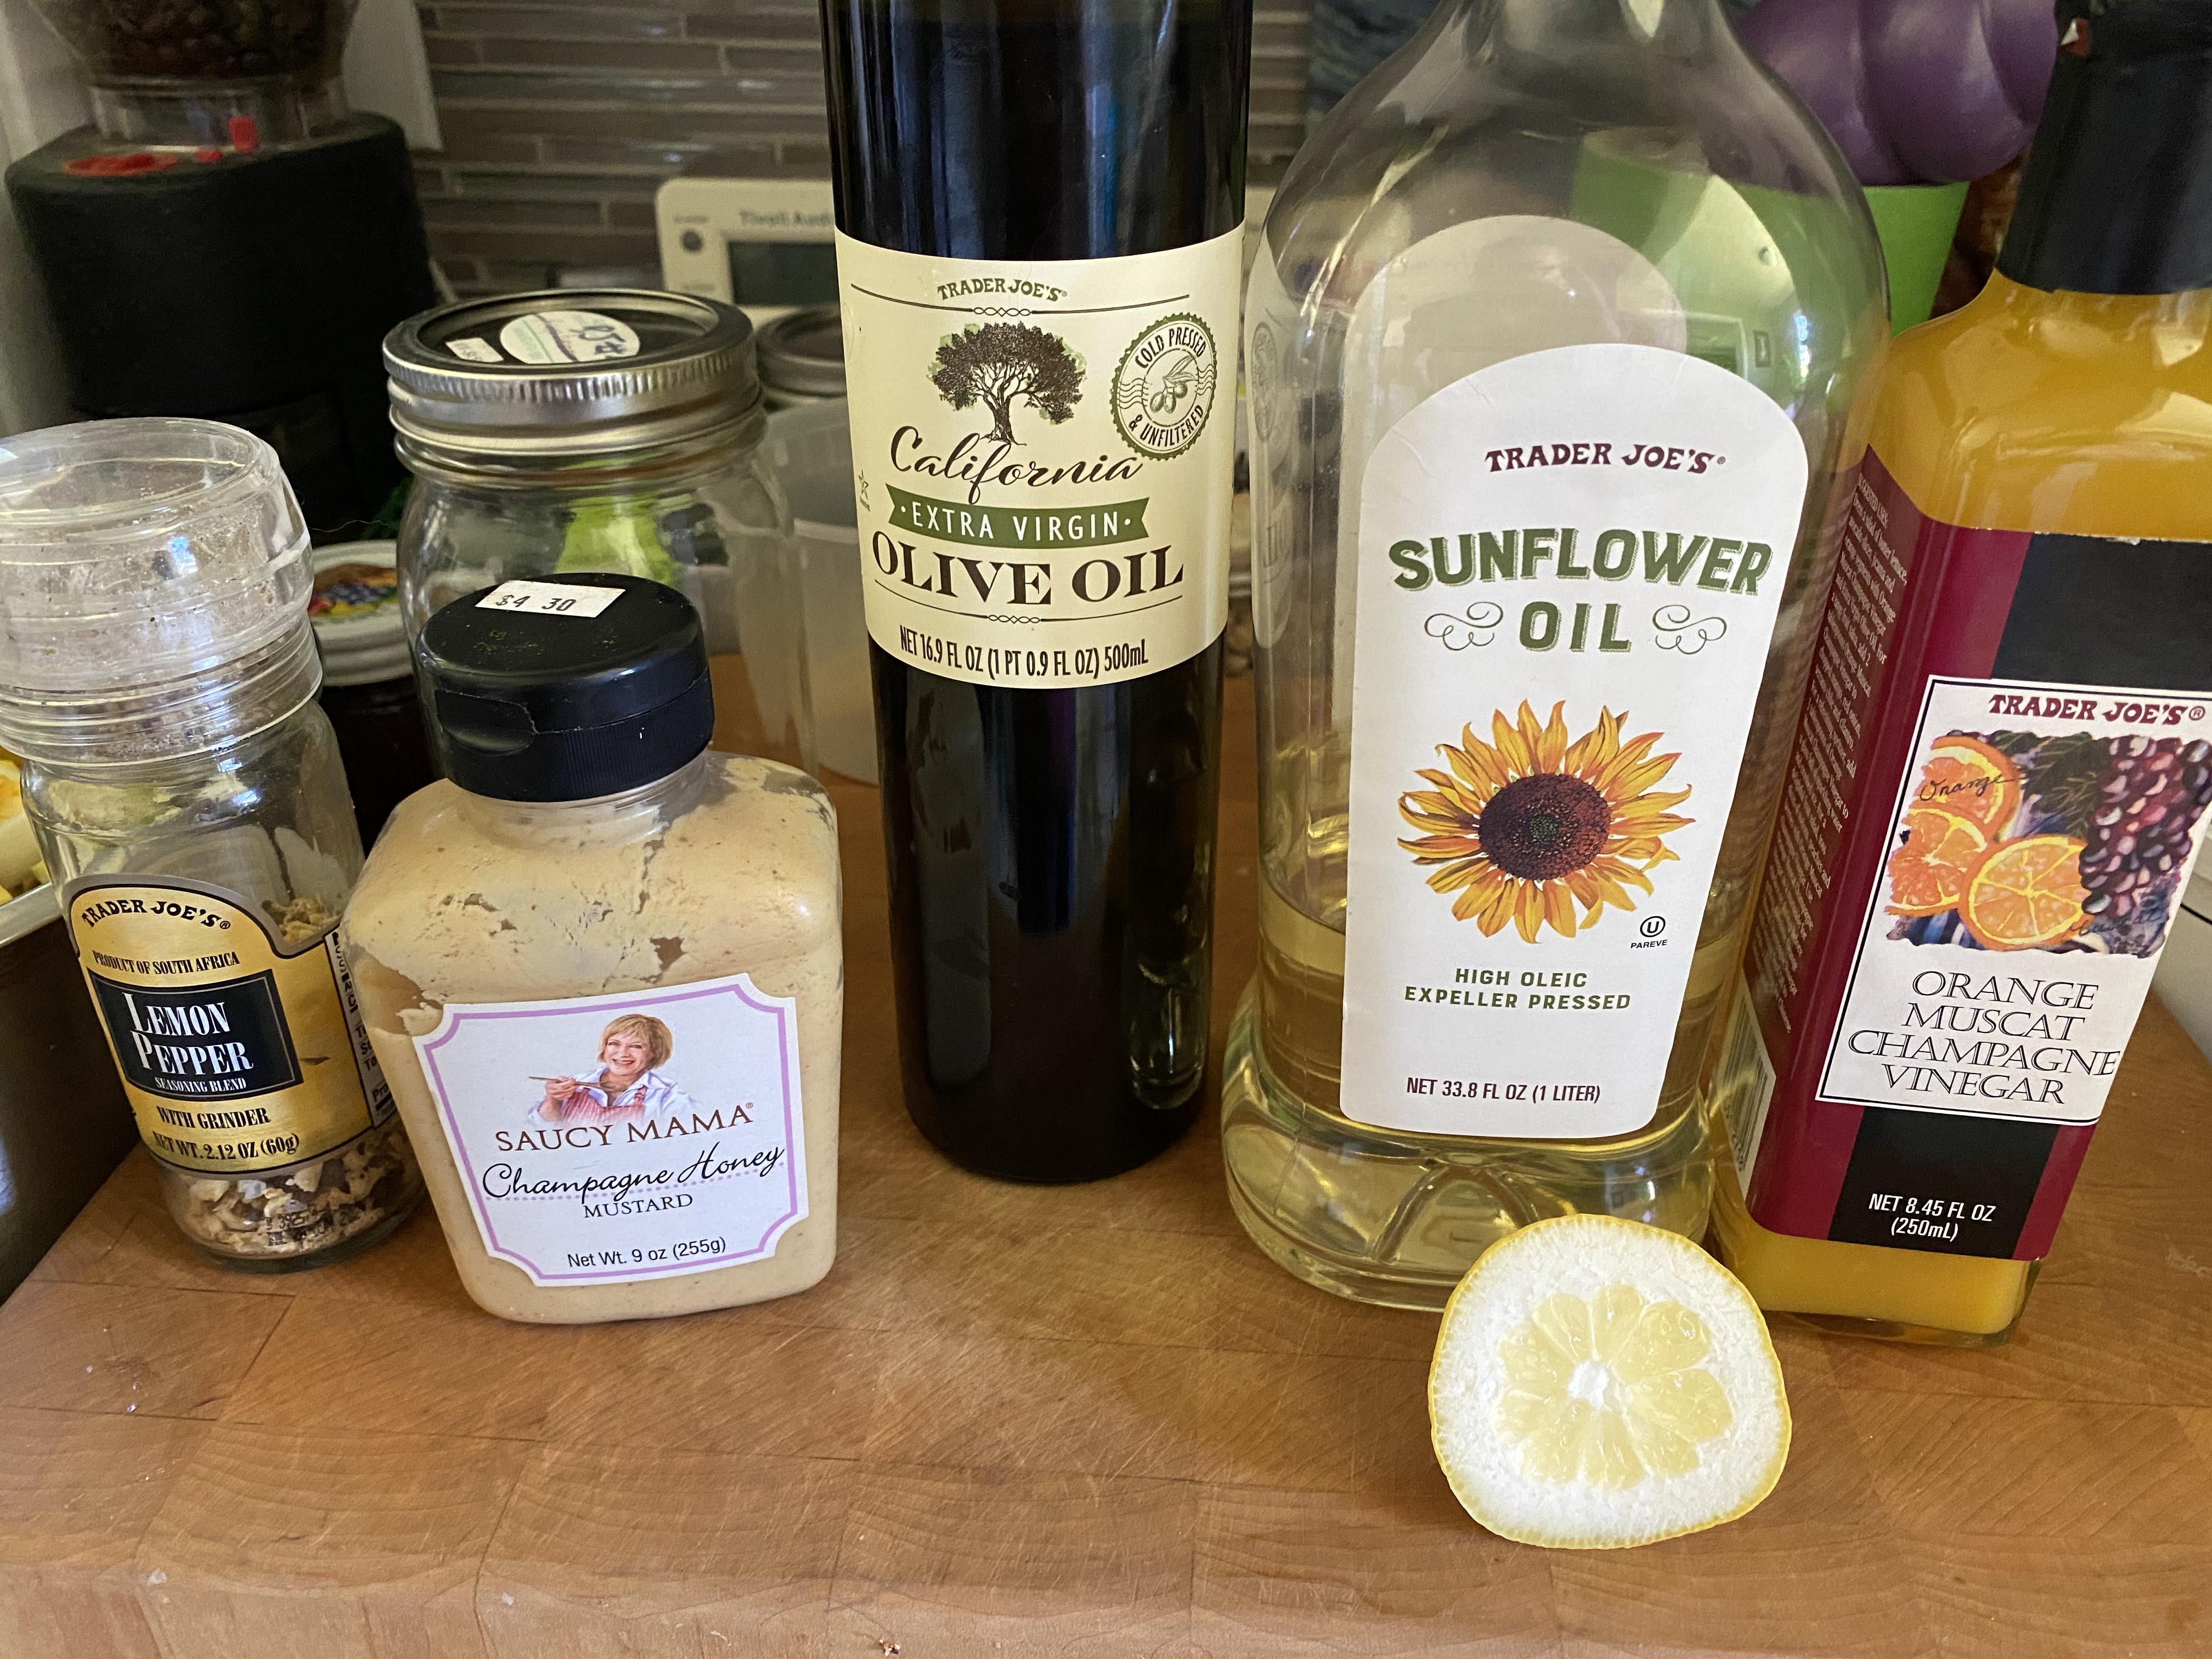 Tivoli Audio
TRADER JOE'S®
PRODUCT OF SOUTH AFRICA
LEMON
PEPPER
SEASONING BLEND
WITH GRINDER
NET WT. 2.12 OZ (60g)
$4 30
SAUCY MAMA®
Champagne Honey
MUSTARD
Net Wt. 9 oz (255g)
TRADER JOE'S®
COLD PRESSED
& UNFILTERED
California
EXTRA VIRGIN
OLIVE OIL
NET 16.9 FL OZ (1 PT 0.9 FL OZ) 500mL
TRADER JOE'S®
SUNFLOWER
OIL
U
PAREVE
HIGH OLEIC
EXPELLER PRESSED
NET 33.8 FL OZ (1 LITER)
TRADER JOE'S®
Orange
ORANGE
MUSCAT
CHAMPAGNE
VINEGAR
NET 8.45 FL OZ
(250mL)